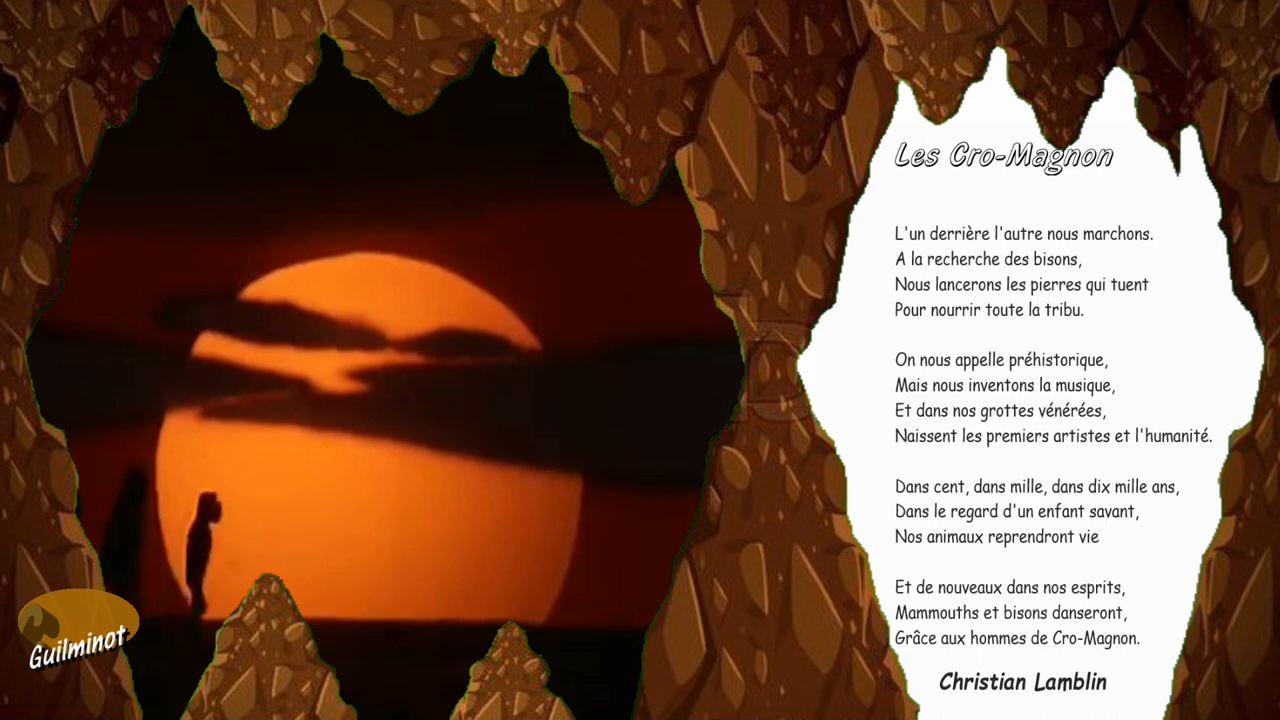 Les Cro-Magnon
L'un derrière l'autre nous marchons.
A la recherche des bisons,
Nous lancerons les pierres qui tuent
Pour nourrir toute la tribu.
On nous appelle préhistorique,
Mais nous inventons la musique,
Et dans nos grottes vénérées,
Naissent les premiers artistes et l'humanité.
Dans cent, dans mille, dans dix mille ans,
Dans le regard d'un enfant savant,
Nos animaux reprendront vie
Et de nouveaux dans nos esprits,
Mammouths et bisons danseront,
Grâce aux hommes de Cro-Magnon.
Christian Lamblin
Guilminot